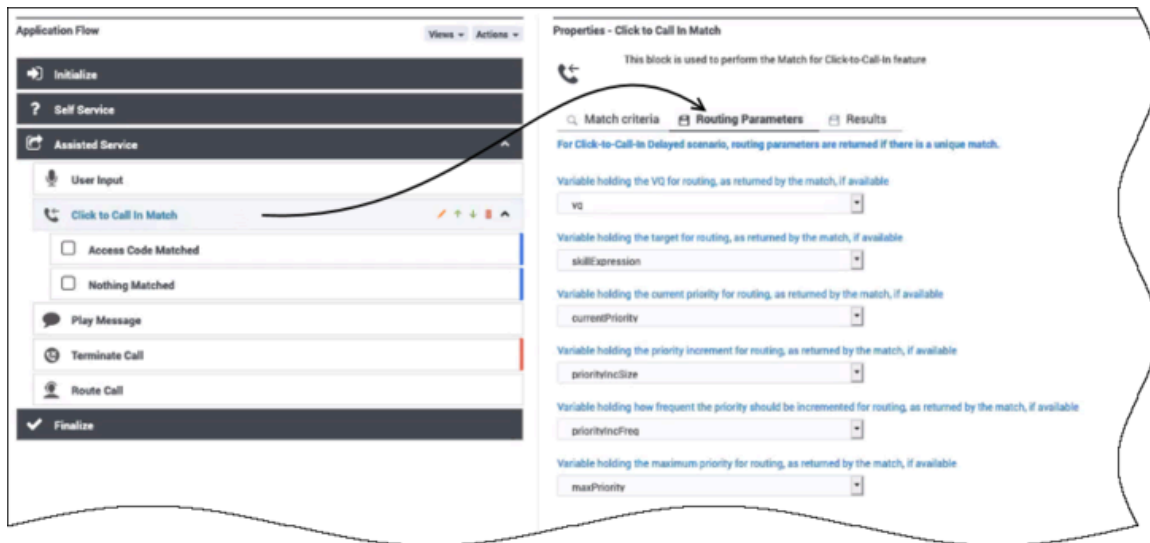 Application Flow
Views
Actions
Initialize
? Self Service
Assisted Service
User Input
Click to Call In Match
Access Code Matched
Nothing Matched
Play Message
Terminate Call
Route Call
Finalize
Properties - Click to Call In Match
This block is used to perform the Match for Click-to-Call-In feature
Match criteria
Routing Parameters
Results
For Click-to-Call-In Delayed scenario, routing parameters are returned if there is a unique match.
Variable holding the VQ for routing, as returned by the match, if available
vq
Variable holding the target for routing, as returned by the match, if available
skillExpression
Variable holding the current priority for routing, as returned by the match, if available
currentPriority
Variable holding the priority increment for routing, as returned by the match, if available
priorityIncSize
Variable holding how frequent the priority should be incremented for routing, as returned by the match, if available
priorityIncFreq
Variable holding the maximum priority for routing, as returned by the match, if available
maxPriority